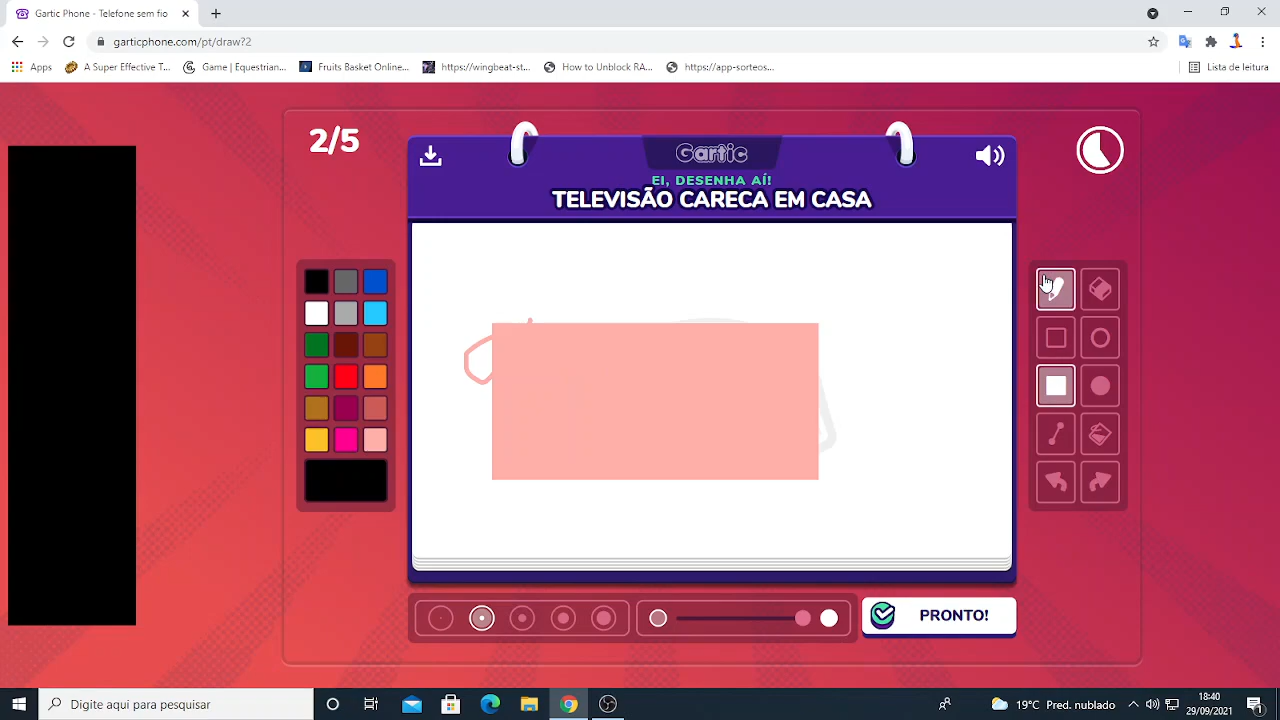 Gartic Phone - Telefone sem fio
garticphone.com/pt/draw?2
Apps
A Super Effective T...
Game | Equestrian...
Fruits Basket Online...
https://wingbeat-st...
How to Unblock RA...
https://app-sorteos...
Lista de leitura
2/5
Gartic
EI, DESENHA AÍ!
TELEVISÃO CARECA EM CASA
PRONTO!
Digite aqui para pesquisar
19°C Pred. nublado
18:40
29/09/2021
1